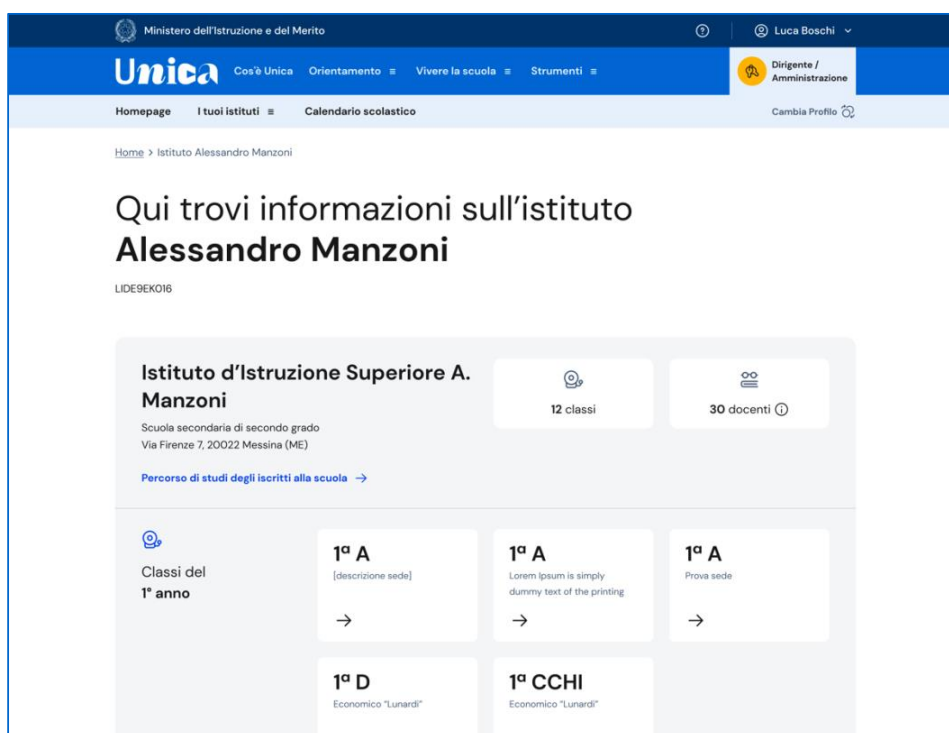 Ministero dell'Istruzione e del Merito
Luca Boschi
Unica
Cos'è Unica Orientamento Vivere la scuola Strumenti
Dirigente /
Amministrazione
Homepage I tuoi istituti Calendario scolastico
Cambia Profilo
Home > Istituto Alessandro Manzoni
Qui trovi informazioni sull'istituto
Alessandro Manzoni
LIDE9EK016
Istituto d'Istruzione Superiore A.
Manzoni
Scuola secondaria di secondo grado
Via Firenze 7, 20022 Messina (ME)
Percorso di studi degli iscritti alla scuola →
12 classi
30 docenti
Classi del
1° anno
1ª A
[descrizione sede]
→
1ª A
Lorem Ipsum is simply
dummy text of the printing
→
1ª A
Prova sede
→
1ª D
Economico "Lunardi"
1ª CCHI
Economico "Lunardi"